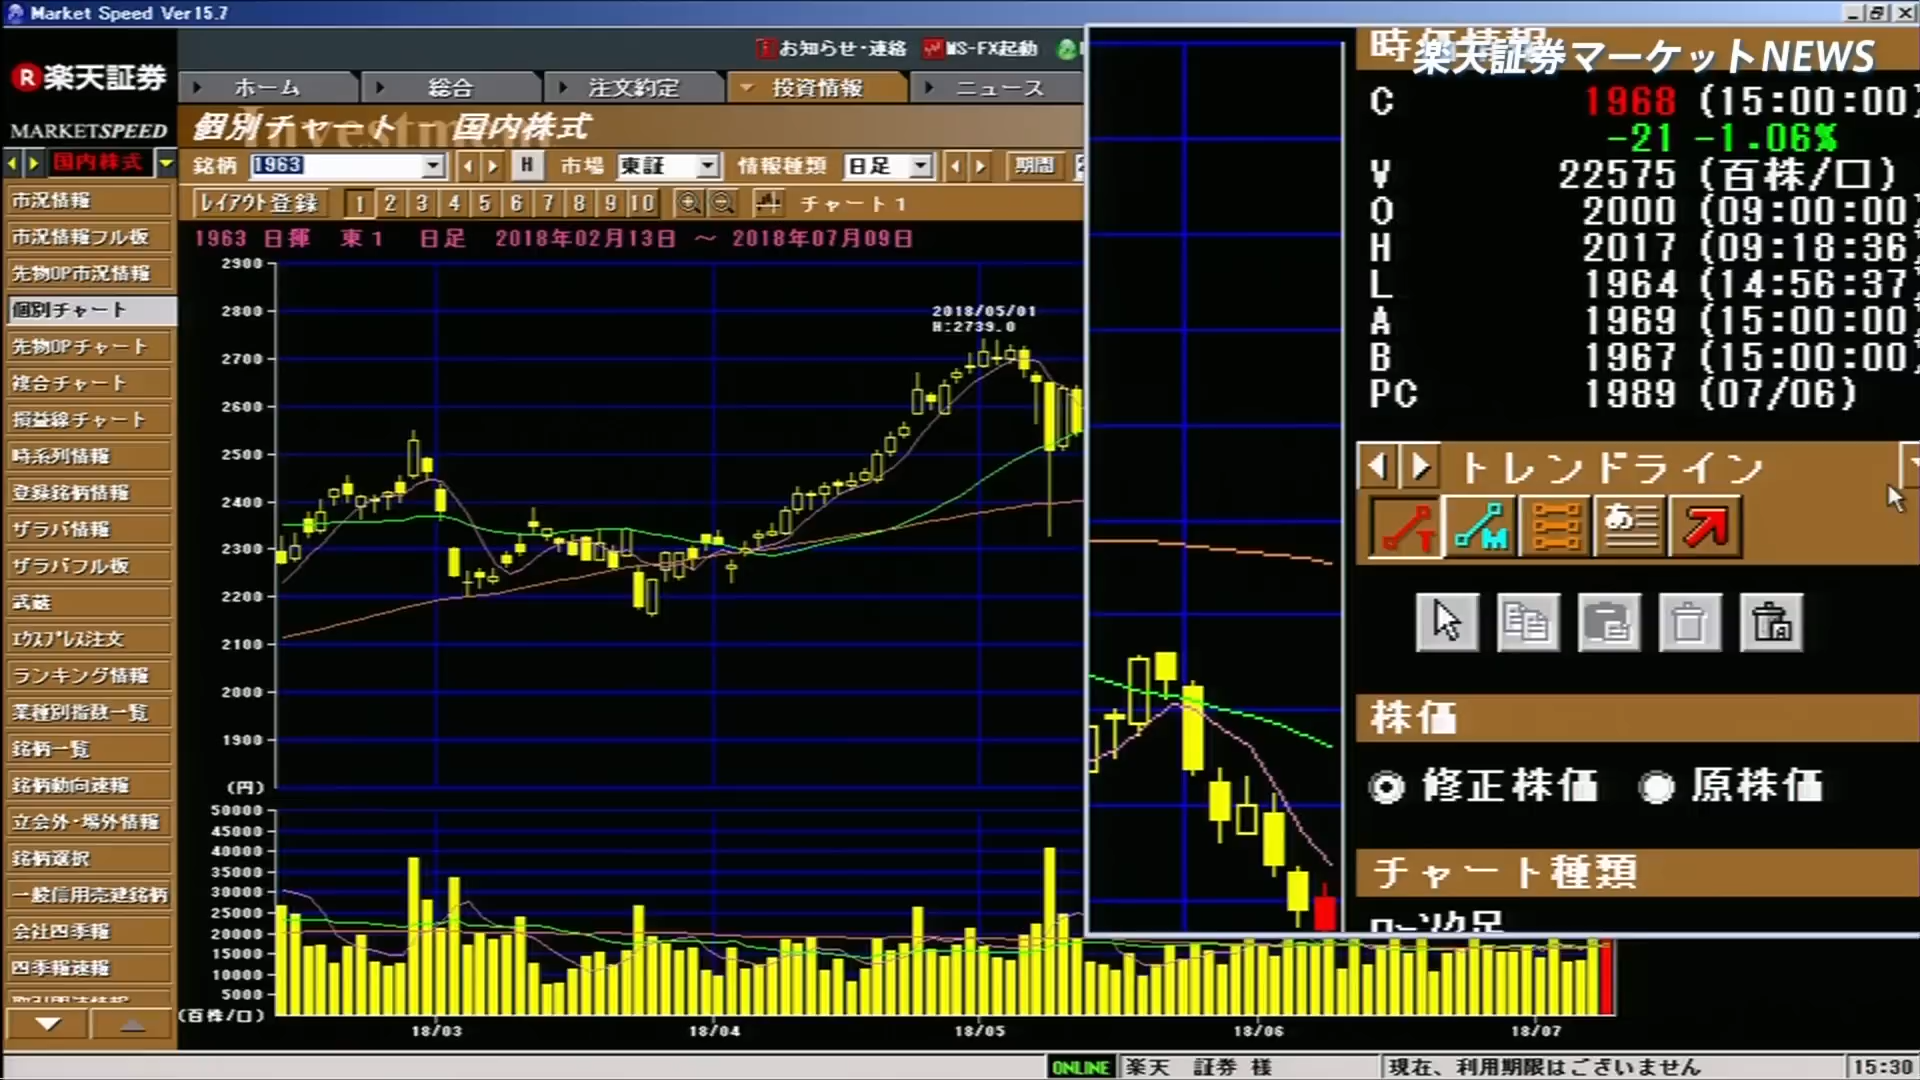 Market Speed Ver15.7
R楽天証券
MARKETSPEED
お知らせ・連絡
MS-FX起動
ホーム
総合
注文約定
投資情報
ニュース
個別チャート - 国内株式
国内株式
銘柄 1963
H
市場 東証
情報種類 日足
期間
レイアウト登録 1 2 3 4 5 6 7 8 9 10
チャート1
1963 日揮 東1 日足 2018年02月13日 ～ 2018年07月09日
市況情報
市況情報フル板
先物OP市況情報
個別チャート
先物OPチャート
複合チャート
損益線チャート
時系列情報
登録銘柄情報
ザラバ情報
ザラバフル板
武蔵
エクスプレス注文
ランキング情報
業種別指数一覧
銘柄一覧
銘柄動向速報
立会外・場外情報
銘柄選択
一般信用売建銘柄
会社四季報
四季報速報
2900
2800
2700
2600
2500
2400
2300
2200
2100
2000
1900
(円)
2018/05/01
H:2739.0
50000
45000
40000
35000
30000
25000
20000
15000
10000
5000
(百株/口)
18/03
18/04
18/05
18/06
18/07
時価情報
楽天証券マーケットNEWS
C 1968 (15:00:00)
-21 -1.06%
V 22575 (百株/口)
O 2000 (09:00:00)
H 2017 (09:18:36)
L 1964 (14:56:37)
A 1969 (15:00:00)
B 1967 (15:00:00)
PC 1989 (07/06)
トレンドライン
T
M
あ
株価
修正株価
原株価
チャート種類
ローソク足
ONLINE
楽天 証券 様
現在、利用期限はございません
15:30